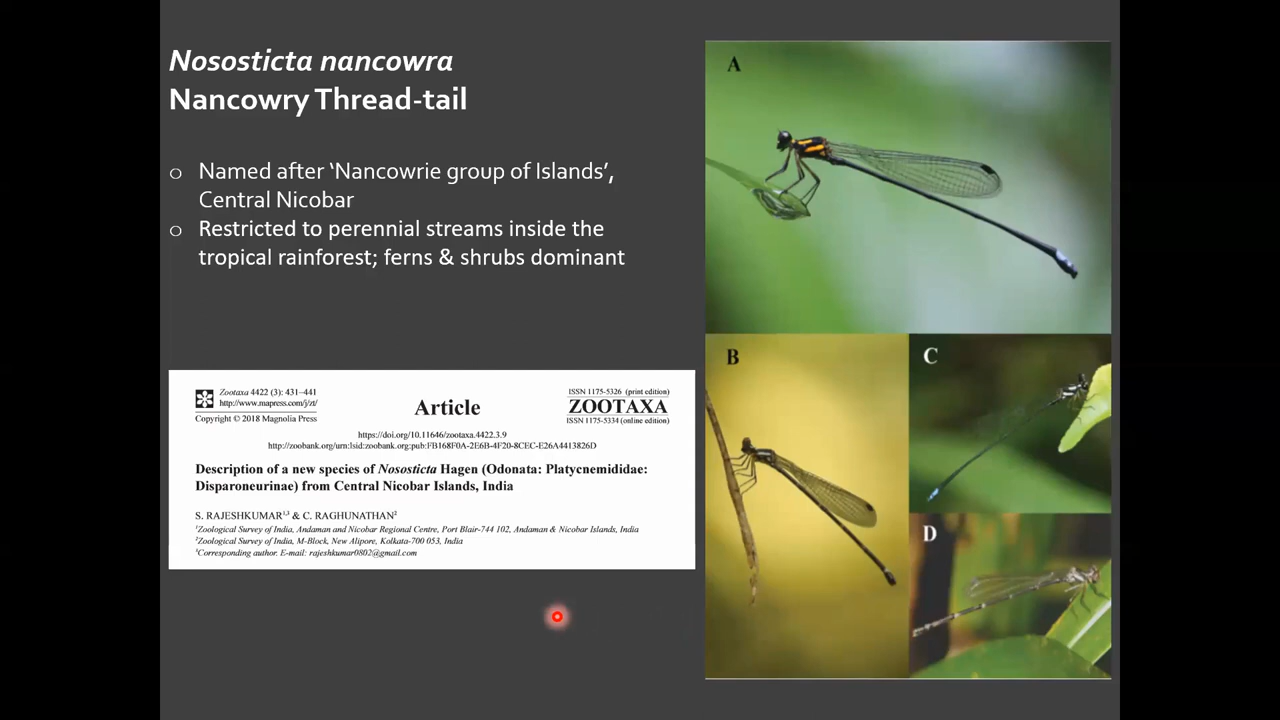 Nososticta nancowra
Nancowry Thread-tail
o Named after ‘Nancowrie group of Islands’,
Central Nicobar
o Restricted to perennial streams inside the
tropical rainforest; ferns & shrubs dominant
Zootaxa 4422 (3): 431–441
http://www.mapress.com/j/zt/
Copyright © 2018 Magnolia Press
Article
ISSN 1175-5326 (print edition)
ZOOTAXA
ISSN 1175-5334 (online edition)
https://doi.org/10.11646/zootaxa.4422.3.9
http://zoobank.org/urn:lsid:zoobank.org:pub:FB168F0A-2E6B-4F20-8CEC-E26A4413826D
Description of a new species of Nososticta Hagen (Odonata: Platycnemididae:
Disparoneurinae) from Central Nicobar Islands, India
S. RAJESHKUMAR1,3 & C. RAGHUNATHAN2
1Zoological Survey of India, Andaman and Nicobar Regional Centre, Port Blair-744 102, Andaman & Nicobar Islands, India
2Zoological Survey of India, M-Block, New Alipore, Kolkata-700 053, India
3Corresponding author. E-mail: rajeshkumar0802@gmail.com
A
B
C
D